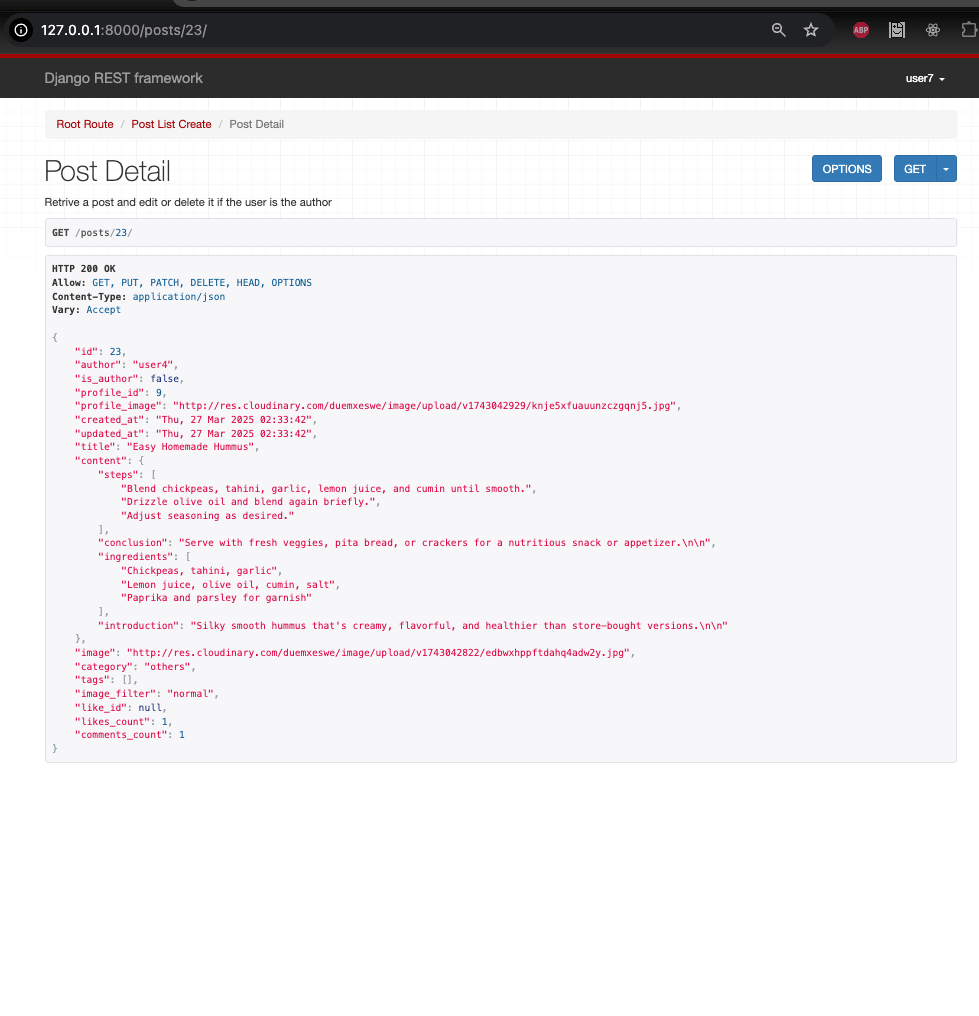 127.0.0.1:8000/posts/23/
ABP
Django REST framework
user7
Root Route / Post List Create / Post Detail
Post Detail
OPTIONS
GET
Retrive a post and edit or delete it if the user is the author
GET /posts/23/
HTTP 200 OK
Allow: GET, PUT, PATCH, DELETE, HEAD, OPTIONS
Content-Type: application/json
Vary: Accept
{
    "id": 23,
    "author": "user4",
    "is_author": false,
    "profile_id": 9,
    "profile_image": "http://res.cloudinary.com/duemxeswe/image/upload/v1743042929/knje5xfuauunzczgqnj5.jpg",
    "created_at": "Thu, 27 Mar 2025 02:33:42",
    "updated_at": "Thu, 27 Mar 2025 02:33:42",
    "title": "Easy Homemade Hummus",
    "content": {
        "steps": [
            "Blend chickpeas, tahini, garlic, lemon juice, and cumin until smooth.",
            "Drizzle olive oil and blend again briefly.",
            "Adjust seasoning as desired."
        ],
        "conclusion": "Serve with fresh veggies, pita bread, or crackers for a nutritious snack or appetizer.\n\n",
        "ingredients": [
            "Chickpeas, tahini, garlic",
            "Lemon juice, olive oil, cumin, salt",
            "Paprika and parsley for garnish"
        ],
        "introduction": "Silky smooth hummus that's creamy, flavorful, and healthier than store-bought versions.\n\n"
    },
    "image": "http://res.cloudinary.com/duemxeswe/image/upload/v1743042822/edbwxhppftdahq4adw2y.jpg",
    "category": "others",
    "tags": [],
    "image_filter": "normal",
    "like_id": null,
    "likes_count": 1,
    "comments_count": 1
}